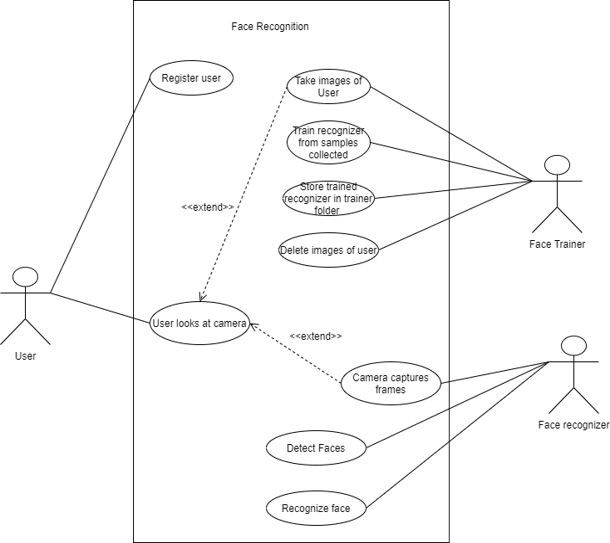 Face Recognition
Register user
Take images of
User
Train recognizer
from samples
collected
Store trained
recognizer in trainer
folder
<<extend>>
Delete images of user
Face Trainer
User looks at camera
<<extend>>
User
Camera captures
frames
Face recognizer
Detect Faces
Recognize face